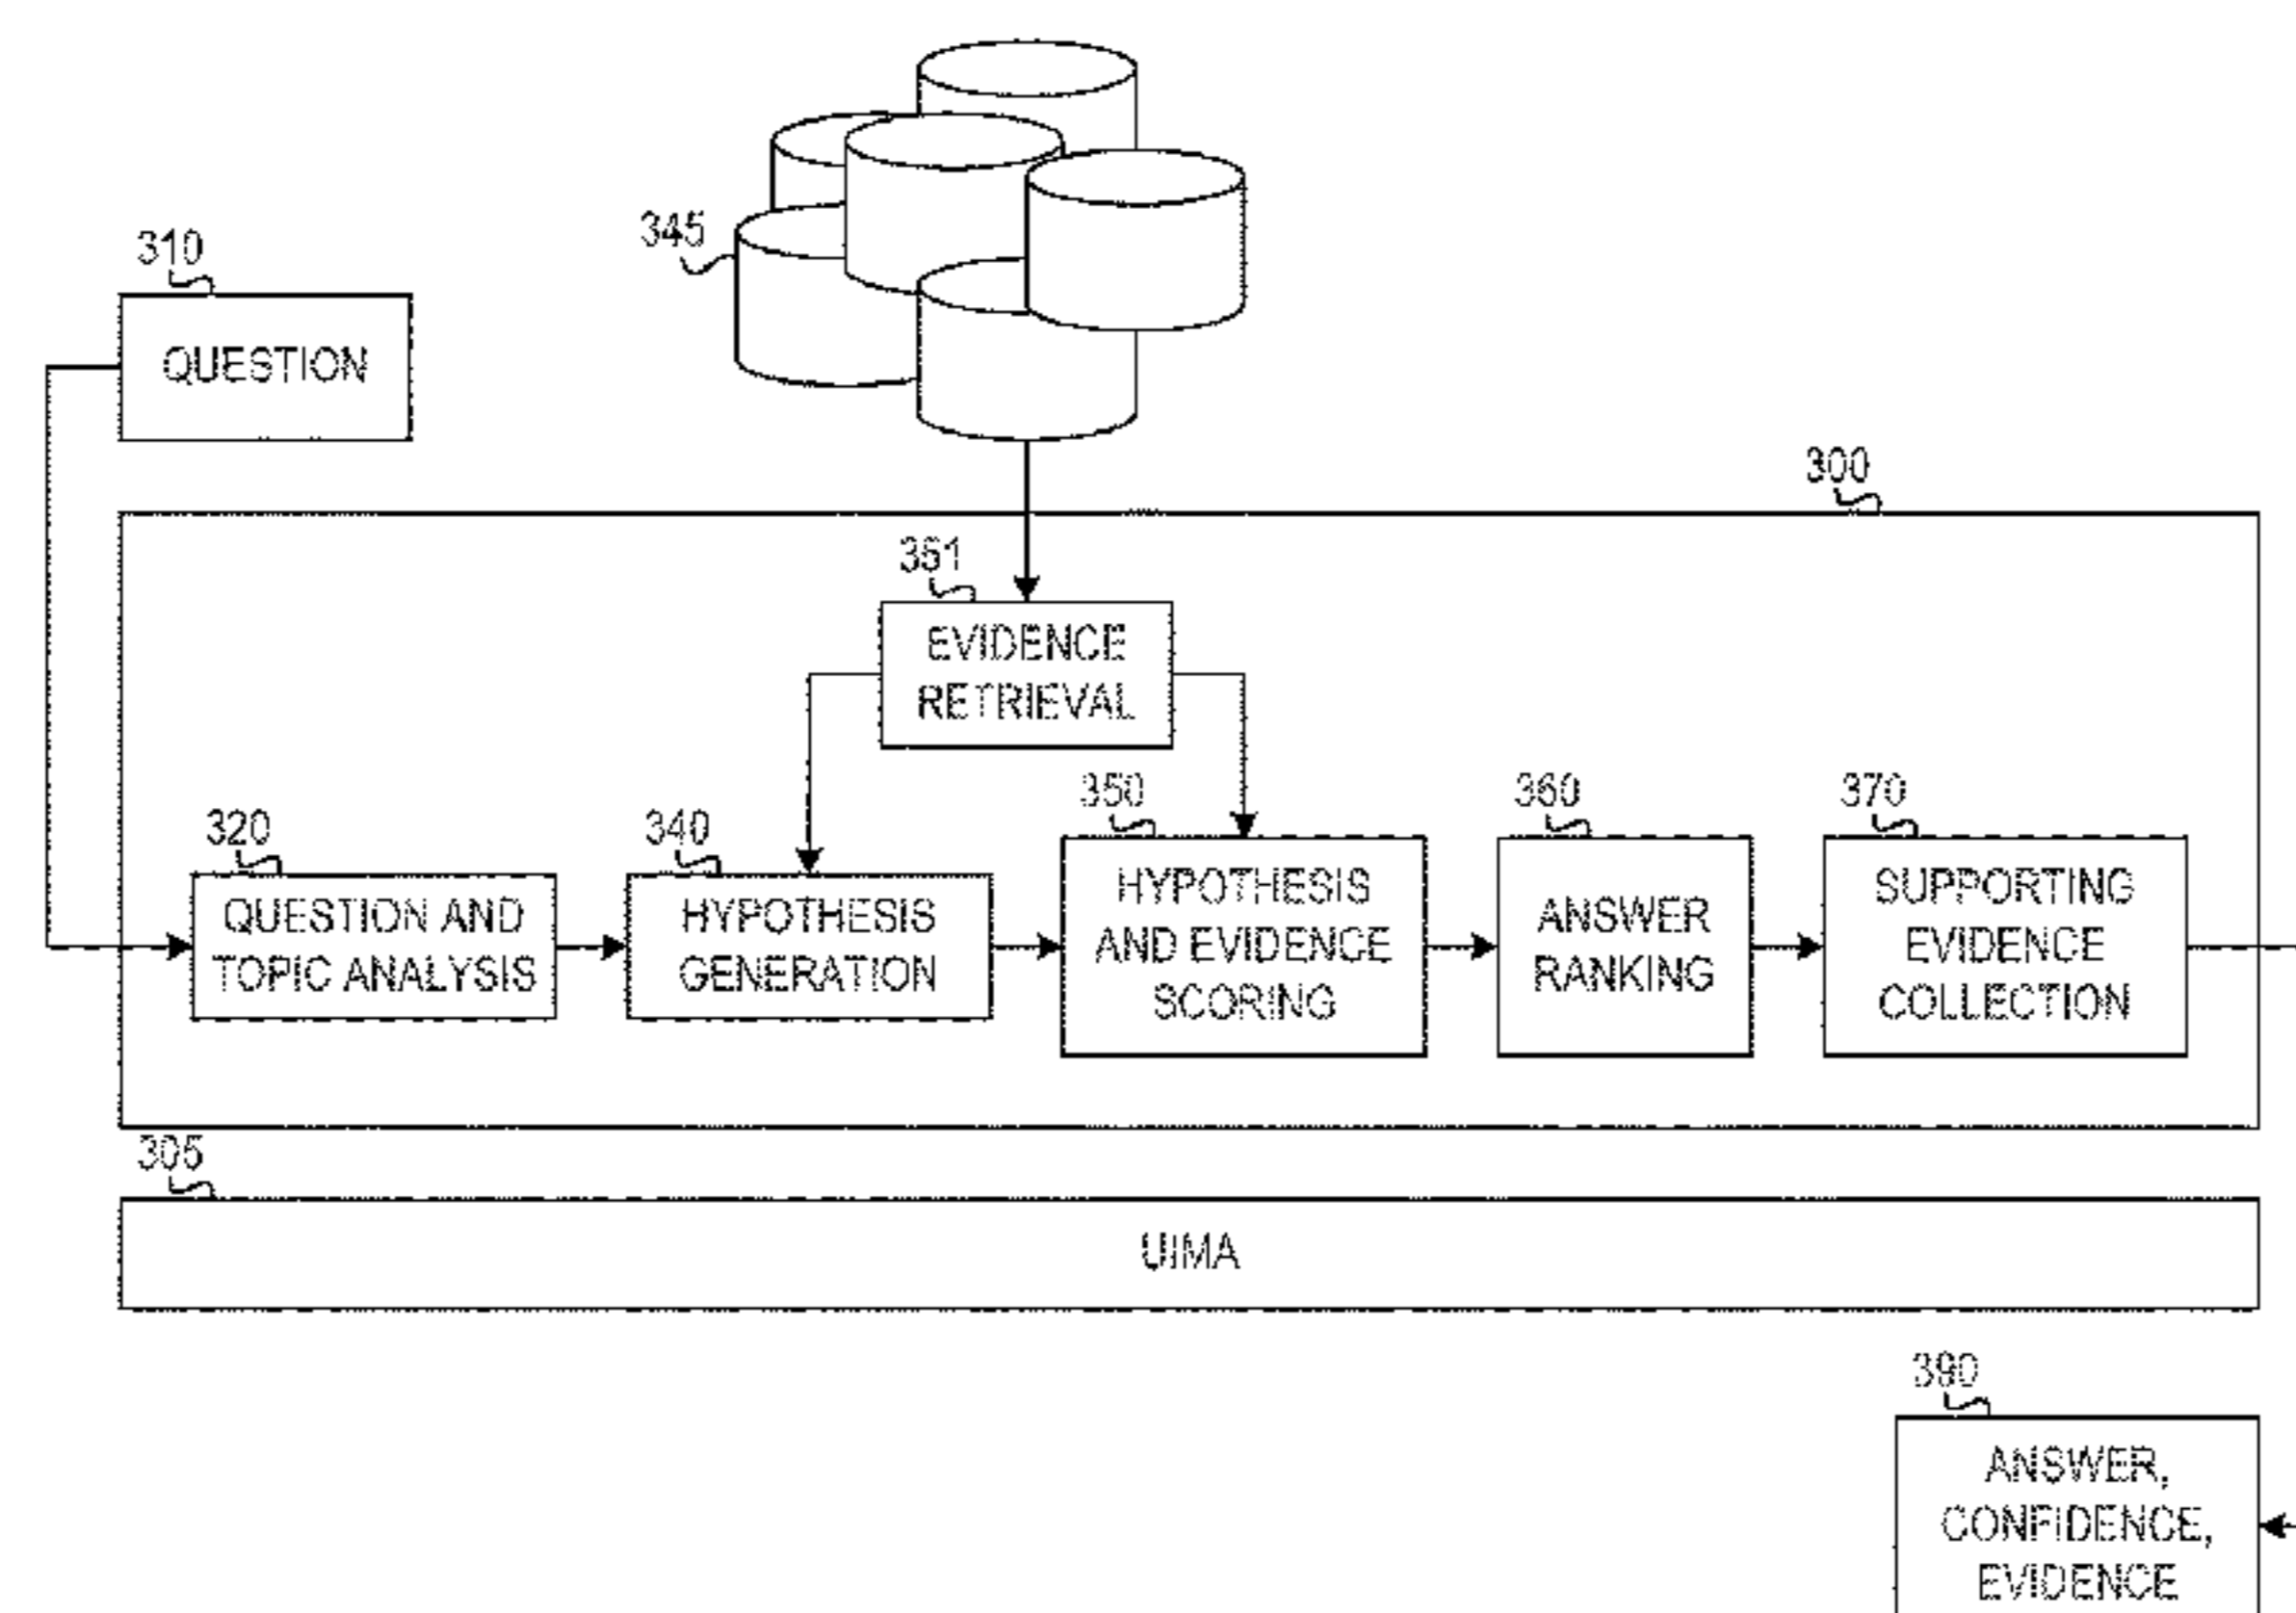 345
310
QUESTION
300
351
EVIDENCE
RETRIEVAL
320
QUESTION AND
TOPIC ANALYSIS
340
HYPOTHESIS
GENERATION
350
HYPOTHESIS
AND EVIDENCE
SCORING
360
ANSWER
RANKING
370
SUPPORTING
EVIDENCE
COLLECTION
305
UIMA
390
ANSWER,
CONFIDENCE,
EVIDENCE